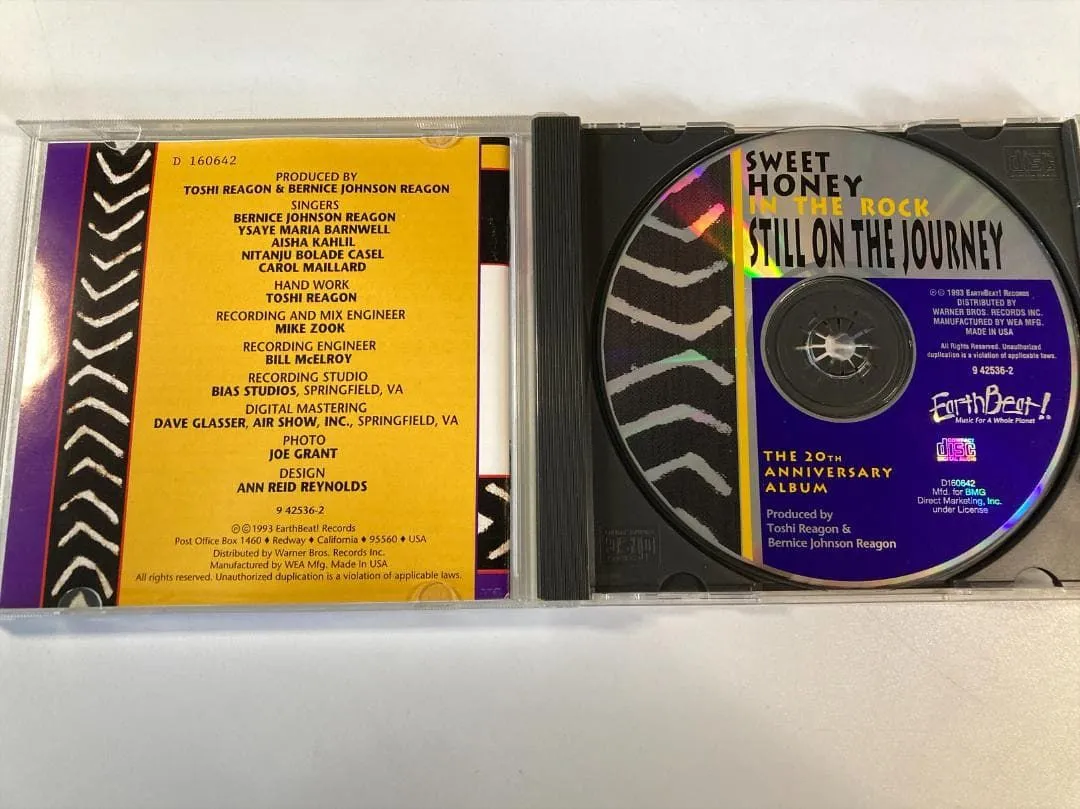 D 160642
PRODUCED BY
TOSHI REAGON & BERNICE JOHNSON REAGON
SINGERS
BERNICE JOHNSON REAGON
YSAYE MARIA BARNWELL
AISHA KAHLIL
NITANJU BOLADE CASEL
CAROL MAILLARD
HAND WORK
TOSHI REAGON
RECORDING AND MIX ENGINEER
MIKE ZOOK
RECORDING ENGINEER
BILL McELROY
RECORDING STUDIO
BIAS STUDIOS, SPRINGFIELD, VA
DIGITAL MASTERING
DAVE GLASSER, AIR SHOW, INC., SPRINGFIELD, VA
PHOTO
JOE GRANT
DESIGN
ANN REID REYNOLDS
9 42536-2
℗ © 1993 EarthBeat! Records
Post Office Box 1460 ♦ Redway ♦ California ♦ 95560 ♦ USA
Distributed by Warner Bros. Records Inc.
Manufactured by WEA Mfg. Made In USA
All rights reserved. Unauthorized duplication is a violation of applicable laws.
SWEET
HONEY
IN THE ROCK
STILL ON THE JOURNEY
℗ © 1993 EARTHBEAT! RECORDS
DISTRIBUTED BY
WARNER BROS. RECORDS INC.
MANUFACTURED BY WEA MFG.
MADE IN USA
All Rights Reserved. Unauthorized
duplication is a violation of applicable laws.
9 42536-2
EarthBeat!
Music For A Whole Planet
COMPACT
disc
DIGITAL AUDIO
D160642
Mfd. for BMG
Direct Marketing, Inc.
under License
THE 20TH
ANNIVERSARY
ALBUM
Produced by
Toshi Reagon &
Bernice Johnson Reagon